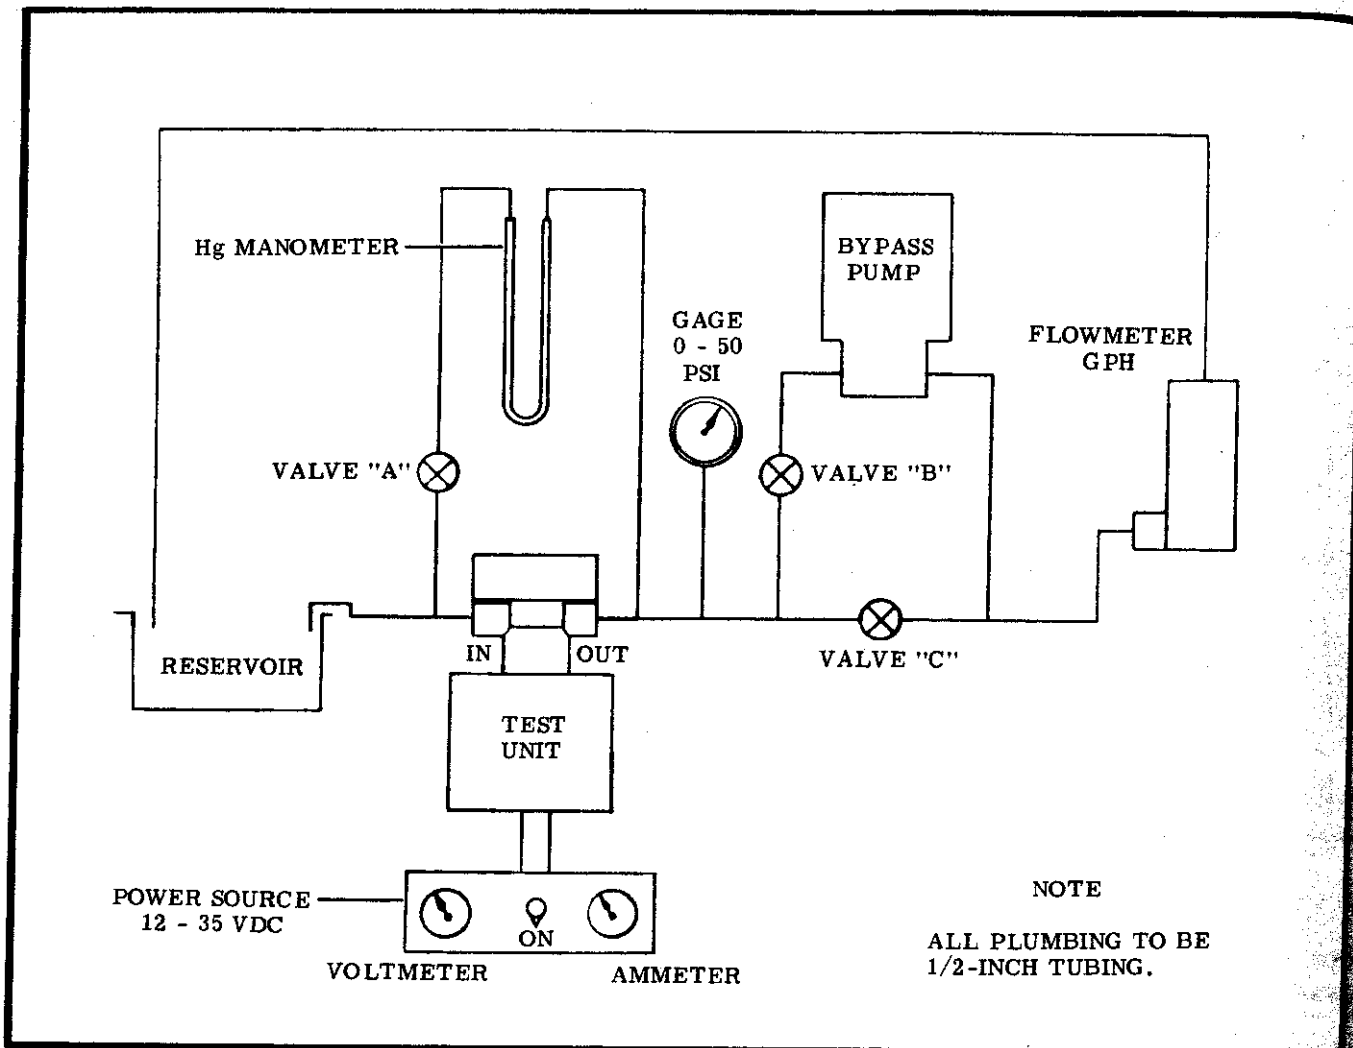 Hg MANOMETER
BYPASS
PUMP
GAGE
0 - 50
PSI
FLOWMETER
GPH
VALVE "A"
VALVE "B"
IN
OUT
RESERVOIR
VALVE "C"
TEST
UNIT
POWER SOURCE
12 - 35 VDC
ON
VOLTMETER
AMMETER
NOTE
ALL PLUMBING TO BE
1/2-INCH TUBING.